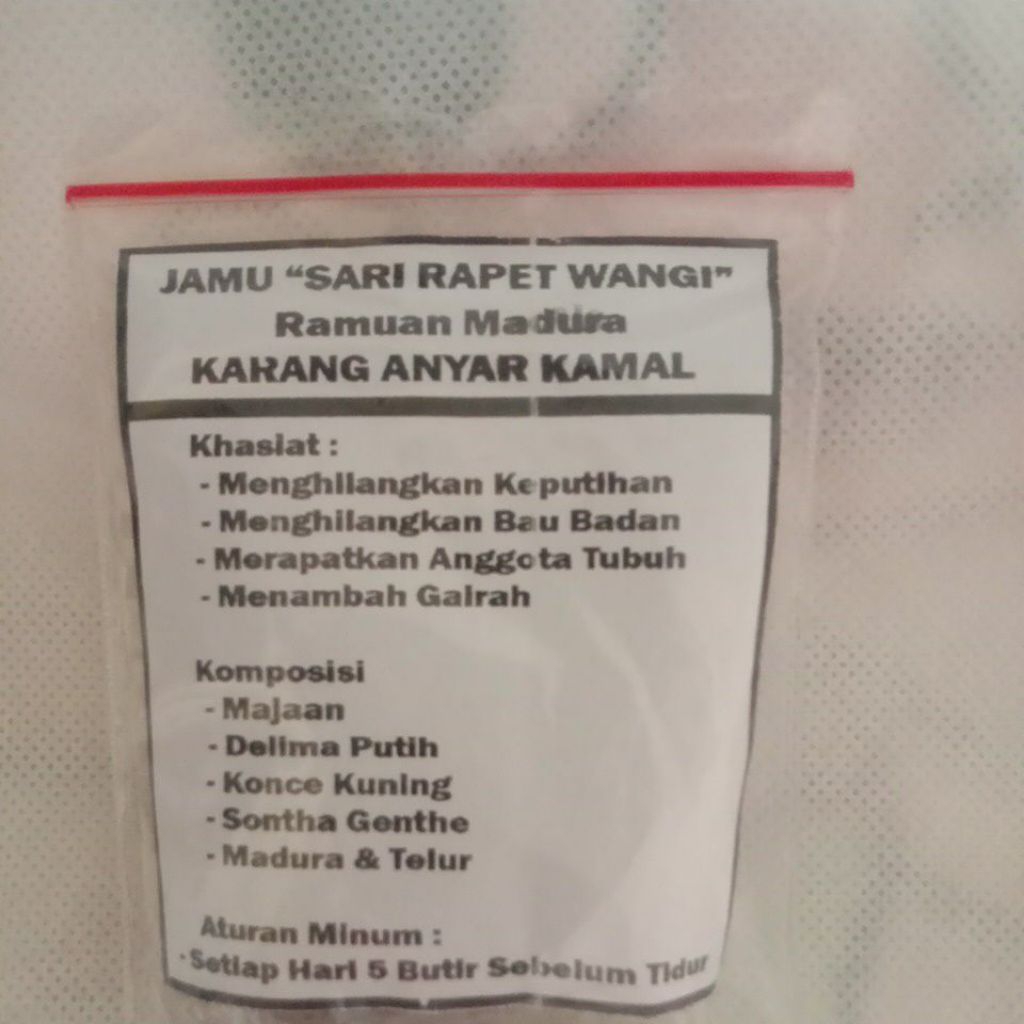 JAMU “SARI RAPET WANGI”
Ramuan Madura
KARANG ANYAR KAMAL
Khasiat :
- Menghilangkan Keputihan
- Menghilangkan Bau Badan
- Merapatkan Anggota Tubuh
- Menambah Gairah
Komposisi
- Majaan
- Delima Putih
- Konce Kuning
- Sontha Genthe
- Madura & Telur
Aturan Minum :
- Setiap Hari 5 Butir Sebelum Tidur